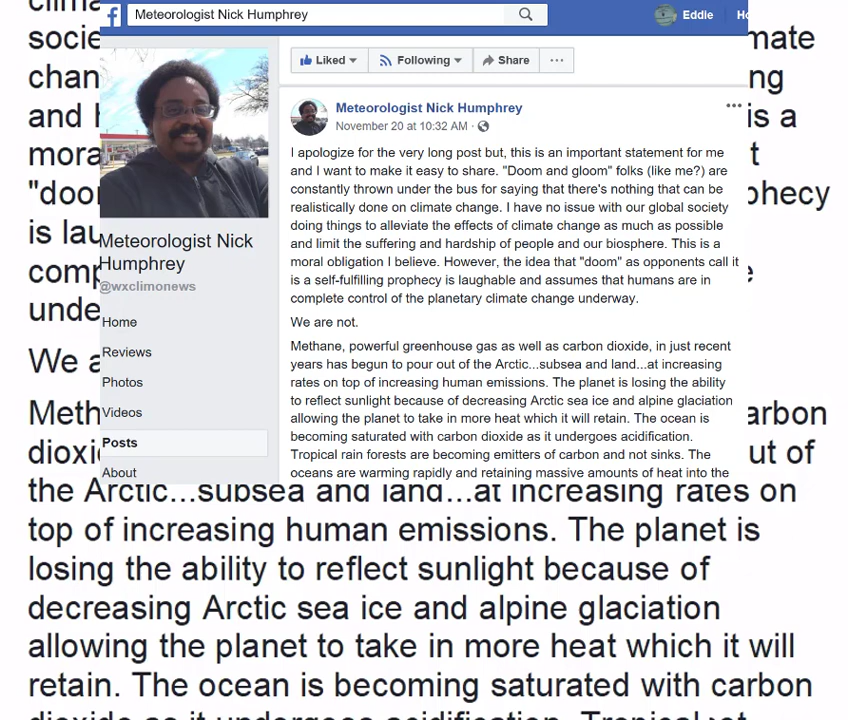 Meteorologist Nick Humphrey
Eddie
Liked
Following
Share
Meteorologist Nick Humphrey
November 20 at 10:32 AM
I apologize for the very long post but, this is an important statement for me
and I want to make it easy to share. "Doom and gloom" folks (like me?) are
constantly thrown under the bus for saying that there's nothing that can be
realistically done on climate change. I have no issue with our global society
doing things to alleviate the effects of climate change as much as possible
and limit the suffering and hardship of people and our biosphere. This is a
moral obligation I believe. However, the idea that "doom" as opponents call it
is a self-fulfilling prophecy is laughable and assumes that humans are in
complete control of the planetary climate change underway.
We are not.
Methane, powerful greenhouse gas as well as carbon dioxide, in just recent
years has begun to pour out of the Arctic...subsea and land...at increasing
rates on top of increasing human emissions. The planet is losing the ability
to reflect sunlight because of decreasing Arctic sea ice and alpine glaciation
allowing the planet to take in more heat which it will retain. The ocean is
becoming saturated with carbon dioxide as it undergoes acidification.
Tropical rain forests are becoming emitters of carbon and not sinks. The
oceans are warming rapidly and retaining massive amounts of heat into the
Meteorologist Nick
Humphrey
@wxclimonews
Home
Reviews
Photos
Videos
Posts
About
the Arctic...subsea and land...at increasing rates on
top of increasing human emissions. The planet is
losing the ability to reflect sunlight because of
decreasing Arctic sea ice and alpine glaciation
allowing the planet to take in more heat which it will
retain. The ocean is becoming saturated with carbon
dioxide as it undergoes acidification. Tropical